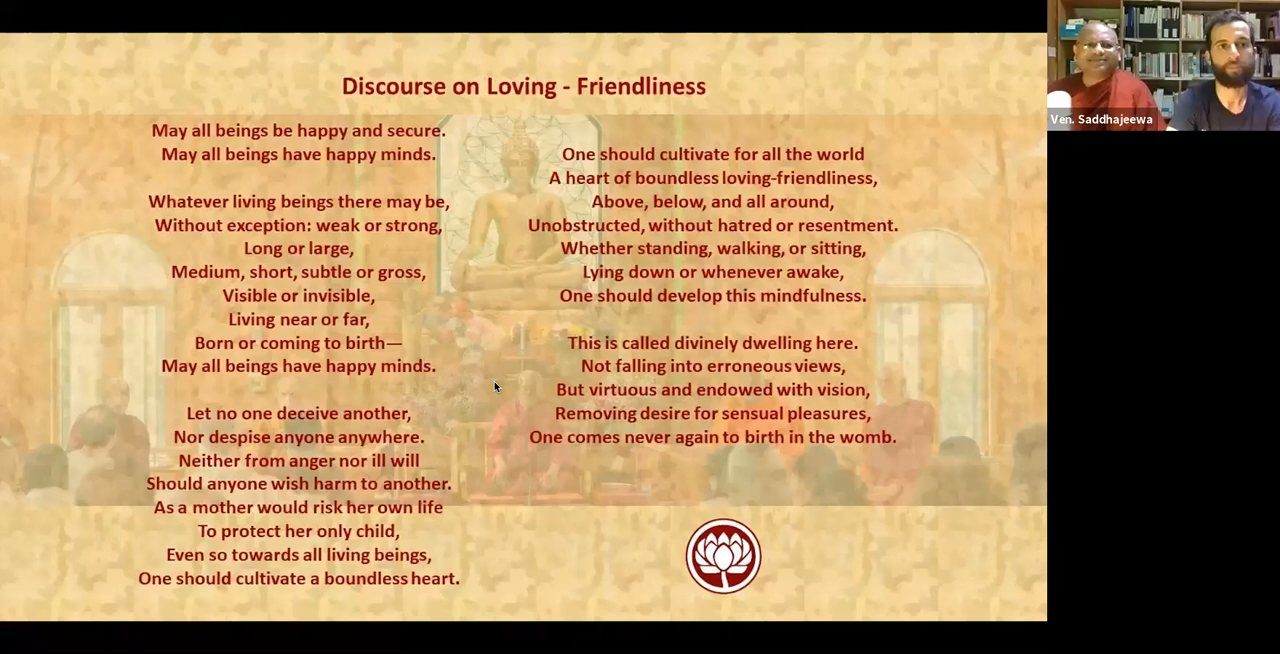 Discourse on Loving - Friendliness
May all beings be happy and secure.
May all beings have happy minds.
Whatever living beings there may be,
Without exception: weak or strong,
Long or large,
Medium, short, subtle or gross,
Visible or invisible,
Living near or far,
Born or coming to birth—
May all beings have happy minds.
Let no one deceive another,
Nor despise anyone anywhere.
Neither from anger nor ill will
Should anyone wish harm to another.
As a mother would risk her own life
To protect her only child,
Even so towards all living beings,
One should cultivate a boundless heart.
One should cultivate for all the world
A heart of boundless loving-friendliness,
Above, below, and all around,
Unobstructed, without hatred or resentment.
Whether standing, walking, or sitting,
Lying down or whenever awake,
One should develop this mindfulness.
This is called divinely dwelling here.
Not falling into erroneous views,
But virtuous and endowed with vision,
Removing desire for sensual pleasures,
One comes never again to birth in the womb.
Ven. Saddhajeewa